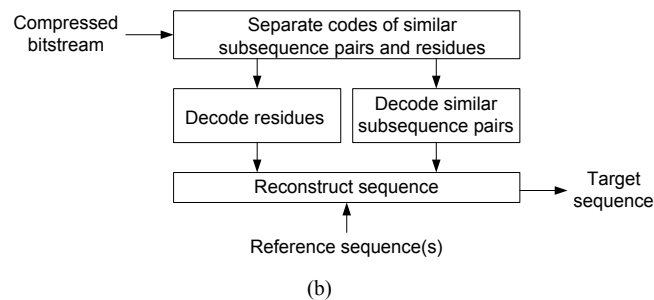 Compressed
bitstream
Separate codes of similar
subsequence pairs and residues
Decode residues
Decode similar
subsequence pairs
Reconstruct sequence
Target
sequence
Reference sequence(s)
(b)